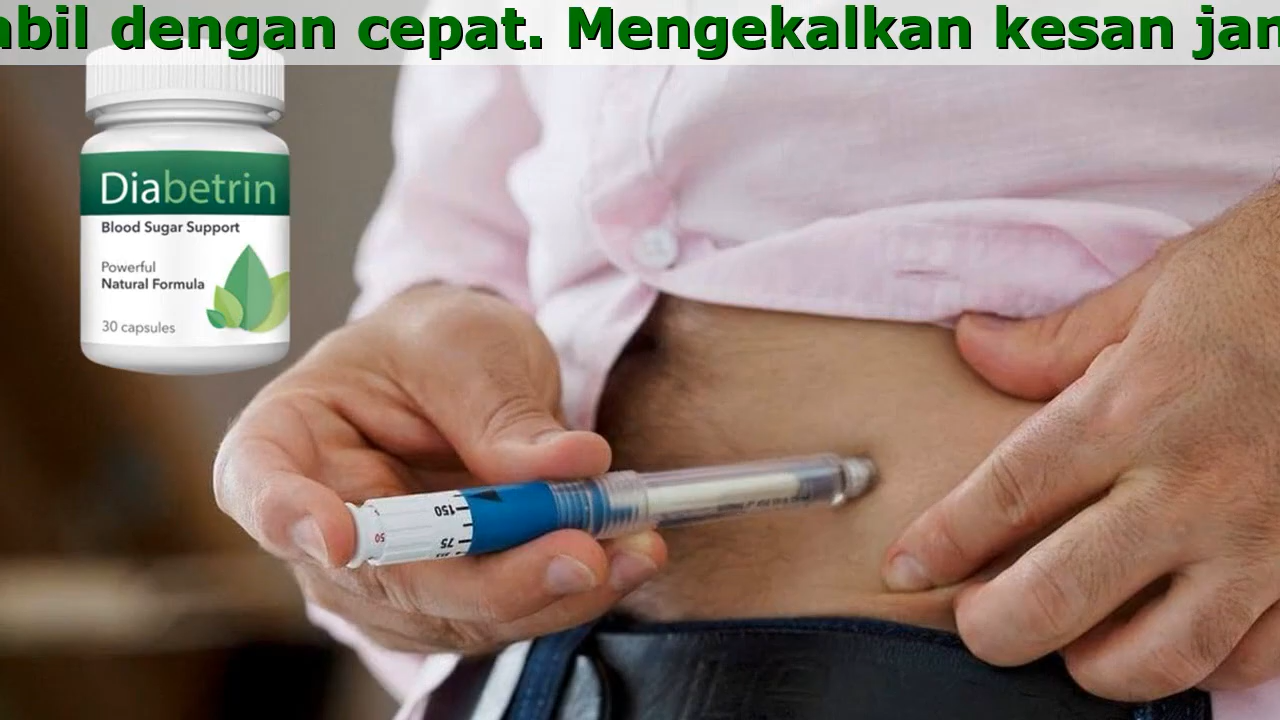 abil dengan cepat. Mengekalkan kesan jan
Diabetrin
Blood Sugar Support
Powerful
Natural Formula
30 capsules
150
75
50